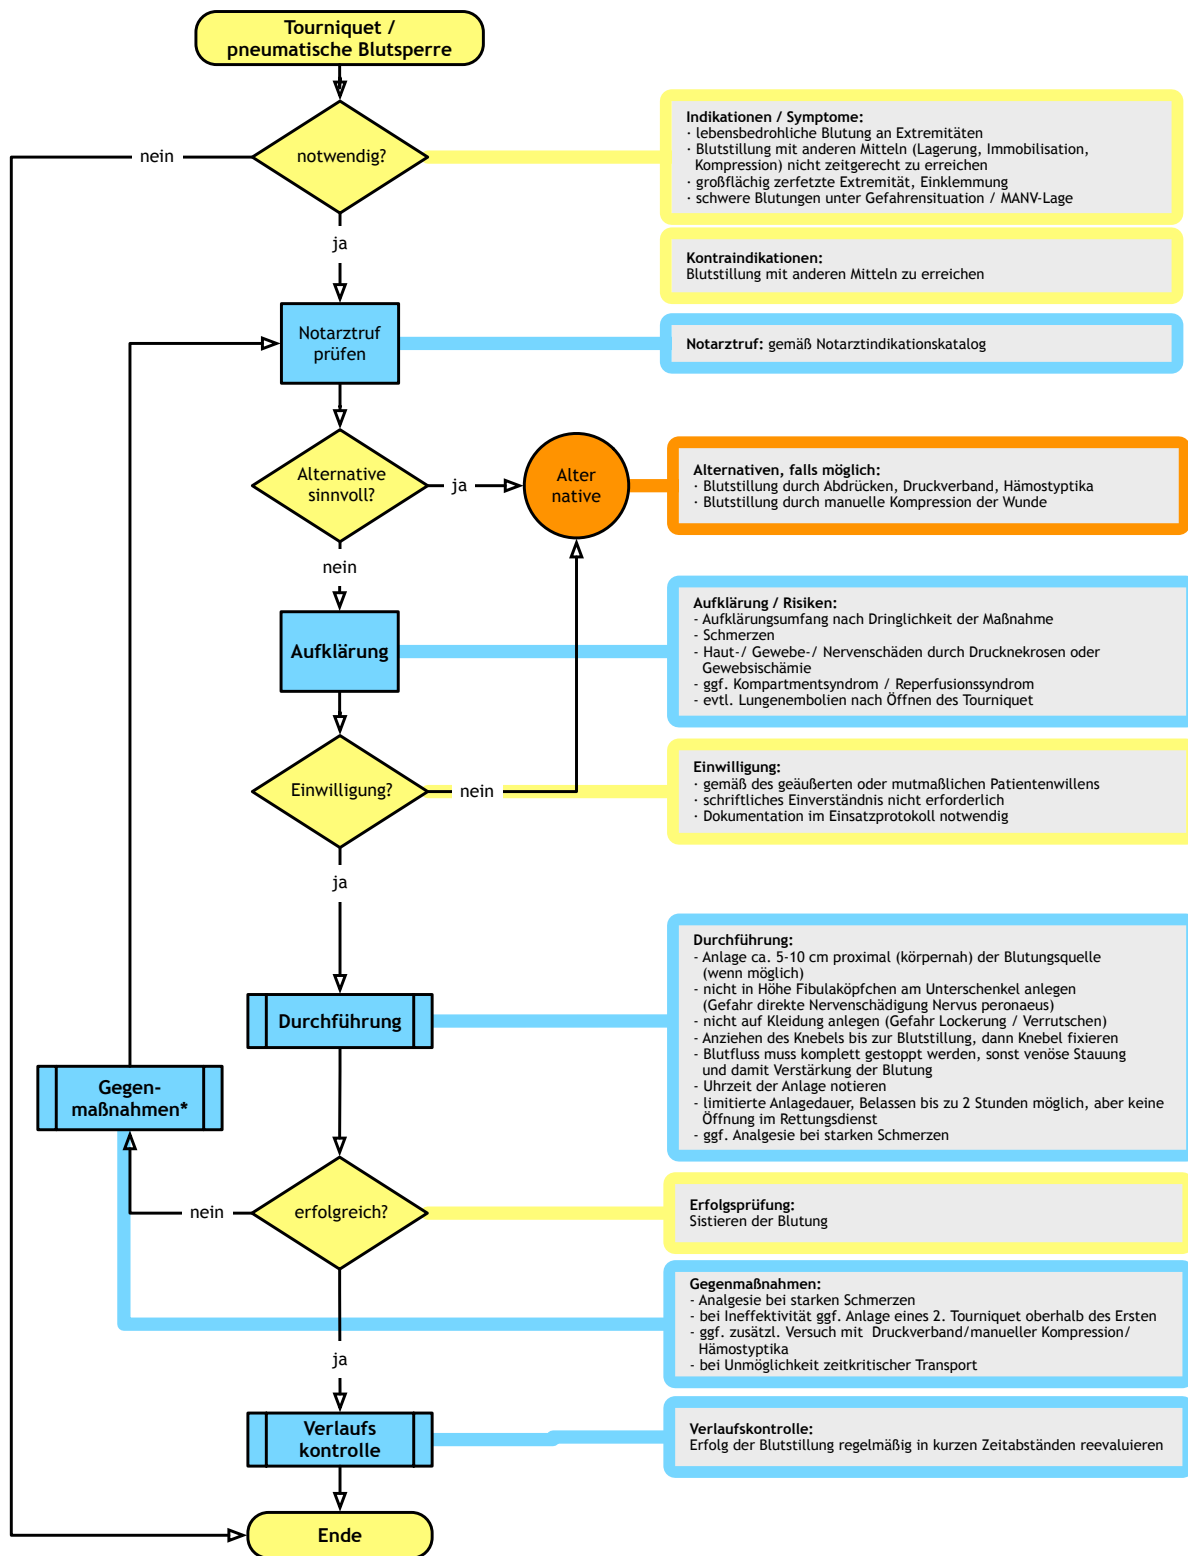 Tourniquet /
pneumatische Blutsperre
notwendig?
nein
ja
Indikationen / Symptome:
· lebensbedrohliche Blutung an Extremitäten
· Blutstillung mit anderen Mitteln (Lagerung, Immobilisation,
Kompression) nicht zeitgerecht zu erreichen
· großflächig zerfetzte Extremität, Einklemmung
· schwere Blutungen unter Gefahrensituation / MANV-Lage
Kontraindikationen:
Blutstillung mit anderen Mitteln zu erreichen
Notarztruf
prüfen
Notarztruf: gemäß Notarztindikationskatalog
Alternative
sinnvoll?
ja
nein
Alter
native
Alternativen, falls möglich:
· Blutstillung durch Abdrücken, Druckverband, Hämostyptika
· Blutstillung durch manuelle Kompression der Wunde
Aufklärung
Aufklärung / Risiken:
- Aufklärungsumfang nach Dringlichkeit der Maßnahme
- Schmerzen
- Haut-/ Gewebe-/ Nervenschäden durch Drucknekrosen oder
Gewebsischämie
- ggf. Kompartmentsyndrom / Reperfusionssyndrom
- evtl. Lungenembolien nach Öffnen des Tourniquet
Einwilligung?
nein
ja
Einwilligung:
· gemäß des geäußerten oder mutmaßlichen Patientenwillens
· schriftliches Einverständnis nicht erforderlich
· Dokumentation im Einsatzprotokoll notwendig
Durchführung
Durchführung:
- Anlage ca. 5-10 cm proximal (körpernah) der Blutungsquelle
(wenn möglich)
- nicht in Höhe Fibulaköpfchen am Unterschenkel anlegen
(Gefahr direkte Nervenschädigung Nervus peronaeus)
- nicht auf Kleidung anlegen (Gefahr Lockerung / Verrutschen)
- Anziehen des Knebels bis zur Blutstillung, dann Knebel fixieren
- Blutfluss muss komplett gestoppt werden, sonst venöse Stauung
und damit Verstärkung der Blutung
- Uhrzeit der Anlage notieren
- limitierte Anlagedauer, Belassen bis zu 2 Stunden möglich, aber keine
Öffnung im Rettungsdienst
- ggf. Analgesie bei starken Schmerzen
Gegen-
maßnahmen*
erfolgreich?
nein
ja
Erfolgsprüfung:
Sistieren der Blutung
Gegenmaßnahmen:
- Analgesie bei starken Schmerzen
- bei Ineffektivität ggf. Anlage eines 2. Tourniquet oberhalb des Ersten
- ggf. zusätzl. Versuch mit Druckverband/manueller Kompression/
Hämostyptika
- bei Unmöglichkeit zeitkritischer Transport
Verlaufs
kontrolle
Verlaufskontrolle:
Erfolg der Blutstillung regelmäßig in kurzen Zeitabständen reevaluieren
Ende